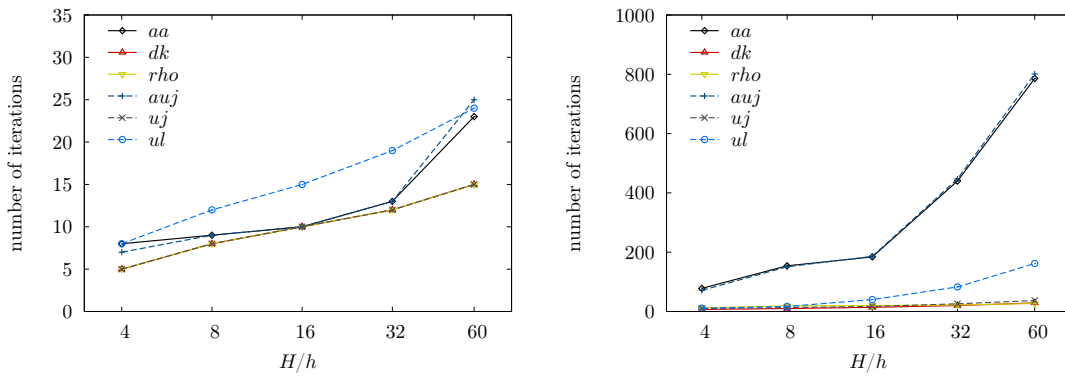 35
30
25
20
15
10
5
0
number of iterations
aa
dk
rho
auj
uj
ul
4
8
16
32
60
H/h
1000
800
600
400
200
0
number of iterations
aa
dk
rho
auj
uj
ul
4
8
16
32
60
H/h